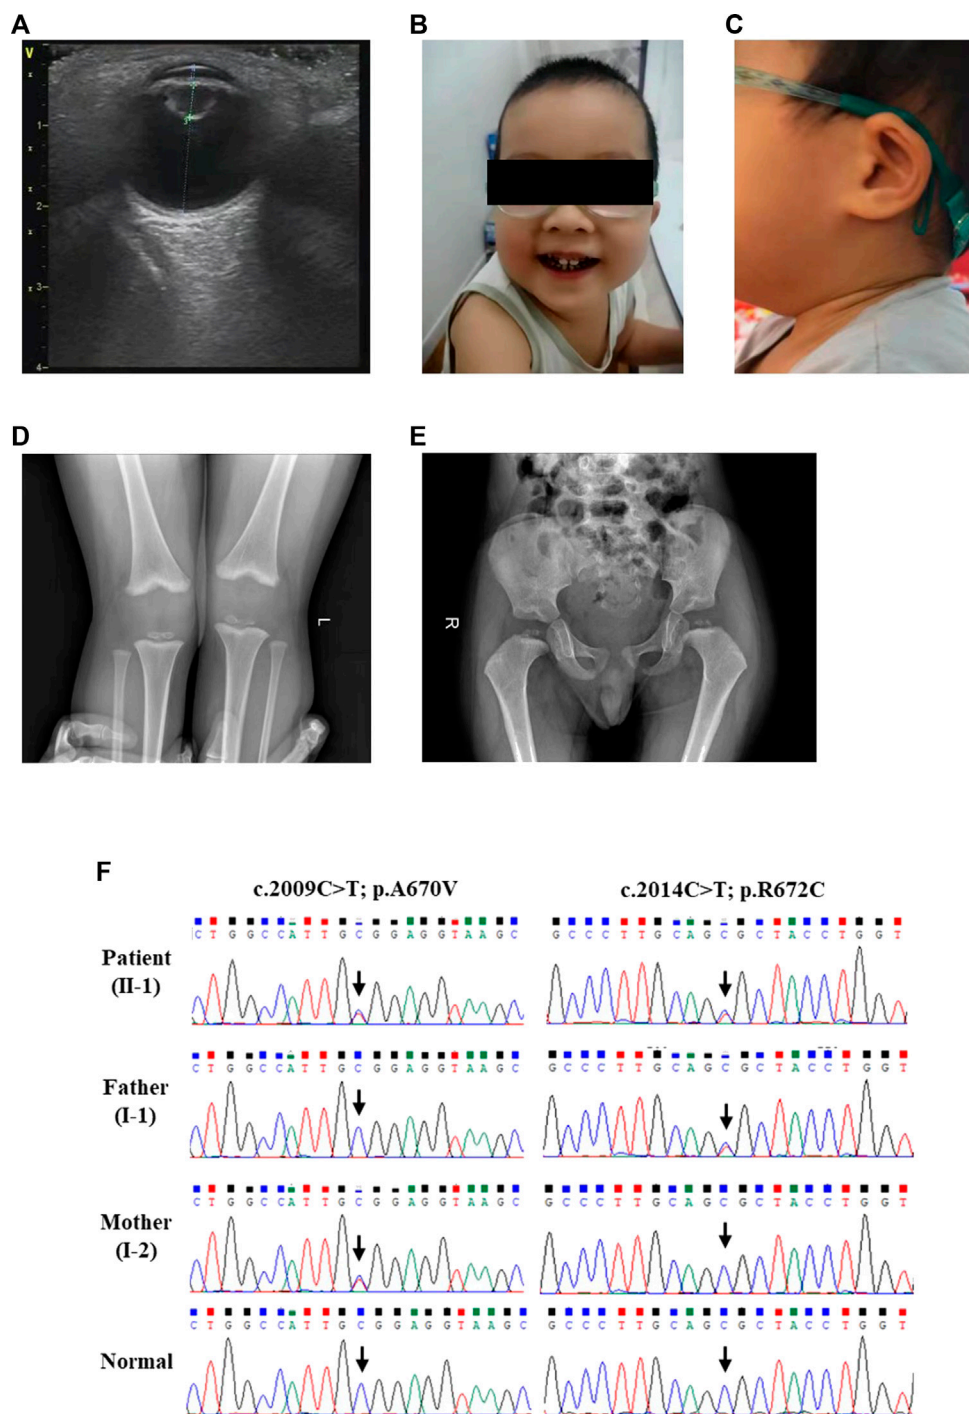 A
B
C
V
1
2
3
4
D
E
L
R
F
c.2009C>T; p.A670V
c.2014C>T; p.R672C
C T G G C C A T T G C G G A G G T A A G C
G C C C T T G C A G C G C T A C C T G G T
Patient
(II-1)
C T G G C C A T T G C G G A G G T A A G C
G C C C T T G C A G C G C T A C C T G G T
Father
(I-1)
C T G G C C A T T G C G G A G G T A A G C
G C C C T T G C A G C G C T A C C T G G T
Mother
(I-2)
C T G G C C A T T G C G G A G G T A A G C
G C C C T T G C A G C G C T A C C T G G T
Normal